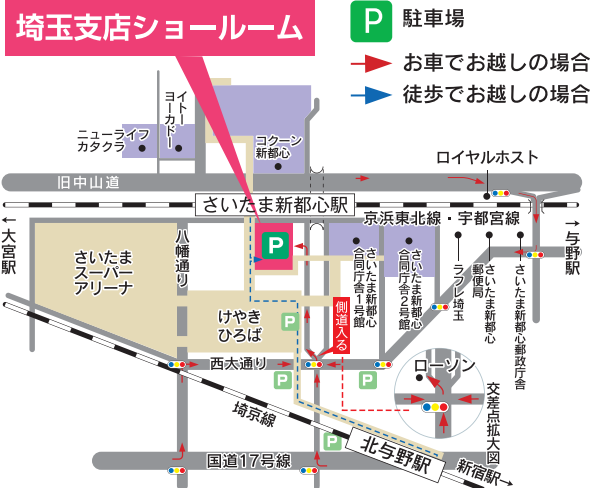 埼玉支店ショールーム
P 駐車場
お車でお越しの場合
徒歩でお越しの場合
イトー
ヨーカドー
ニューライフ
カタクラ
コクーン
新都心
ロイヤルホスト
旧中山道
さいたま新都心駅
京浜東北線・宇都宮線
←大宮駅
→与野駅
八幡通り
さいたま
スーパー
アリーナ
P
さいたま新都心
合同庁舎1号館
さいたま新都心
合同庁舎2号館
ラフレ埼玉
さいたま新都心
郵便局
さいたま新都心郵政庁舎
けやき
ひろば
P
側道入る
西大通り
P
P
ローソン
交差点拡大図
埼京線
P
北与野駅
国道17号線
新宿駅→